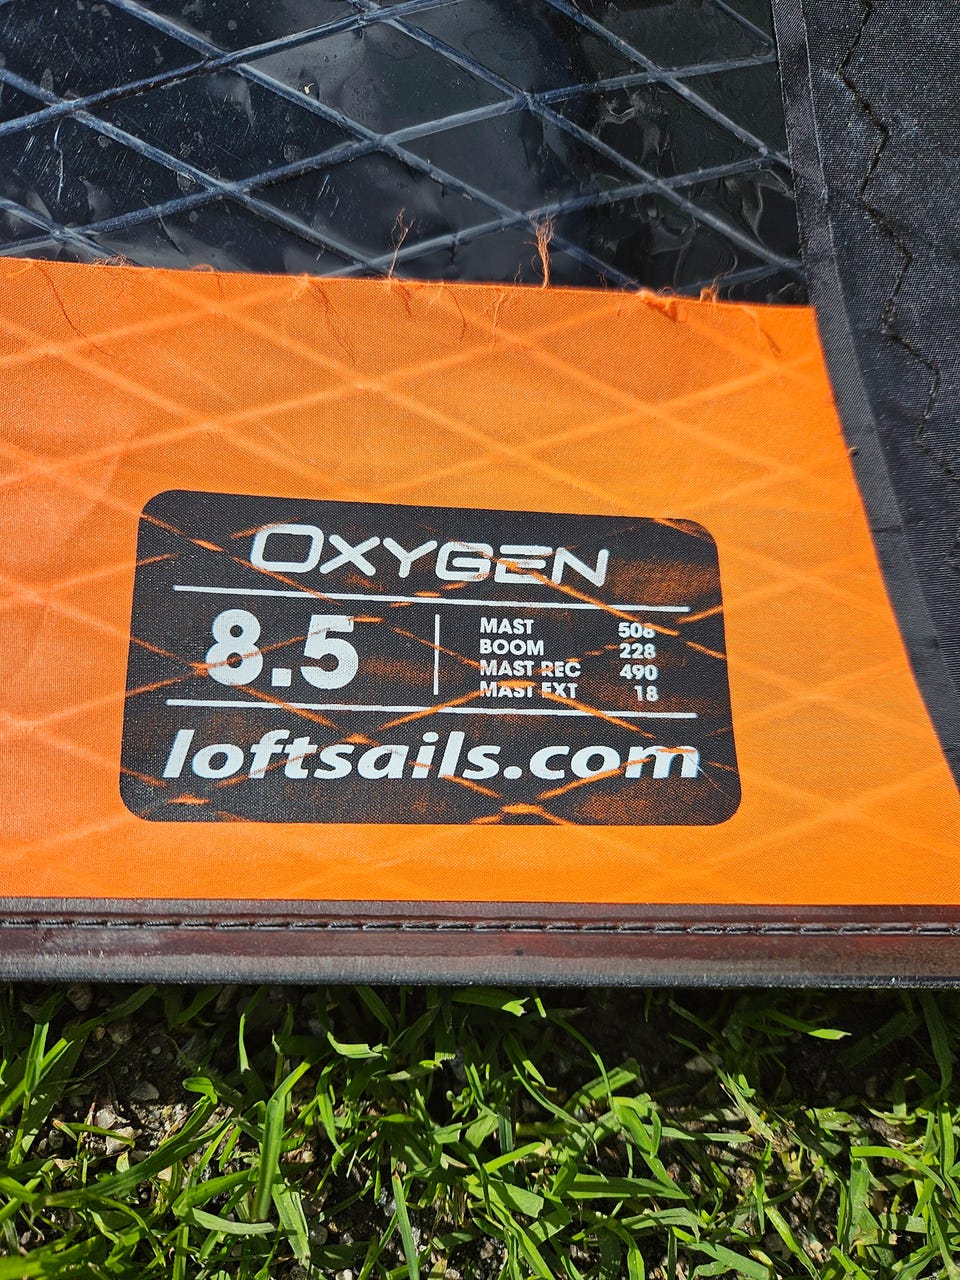 OXYGEN
8.5
MAST 508
BOOM 228
MAST REC 490
MAST EXT 18
loftsails.com